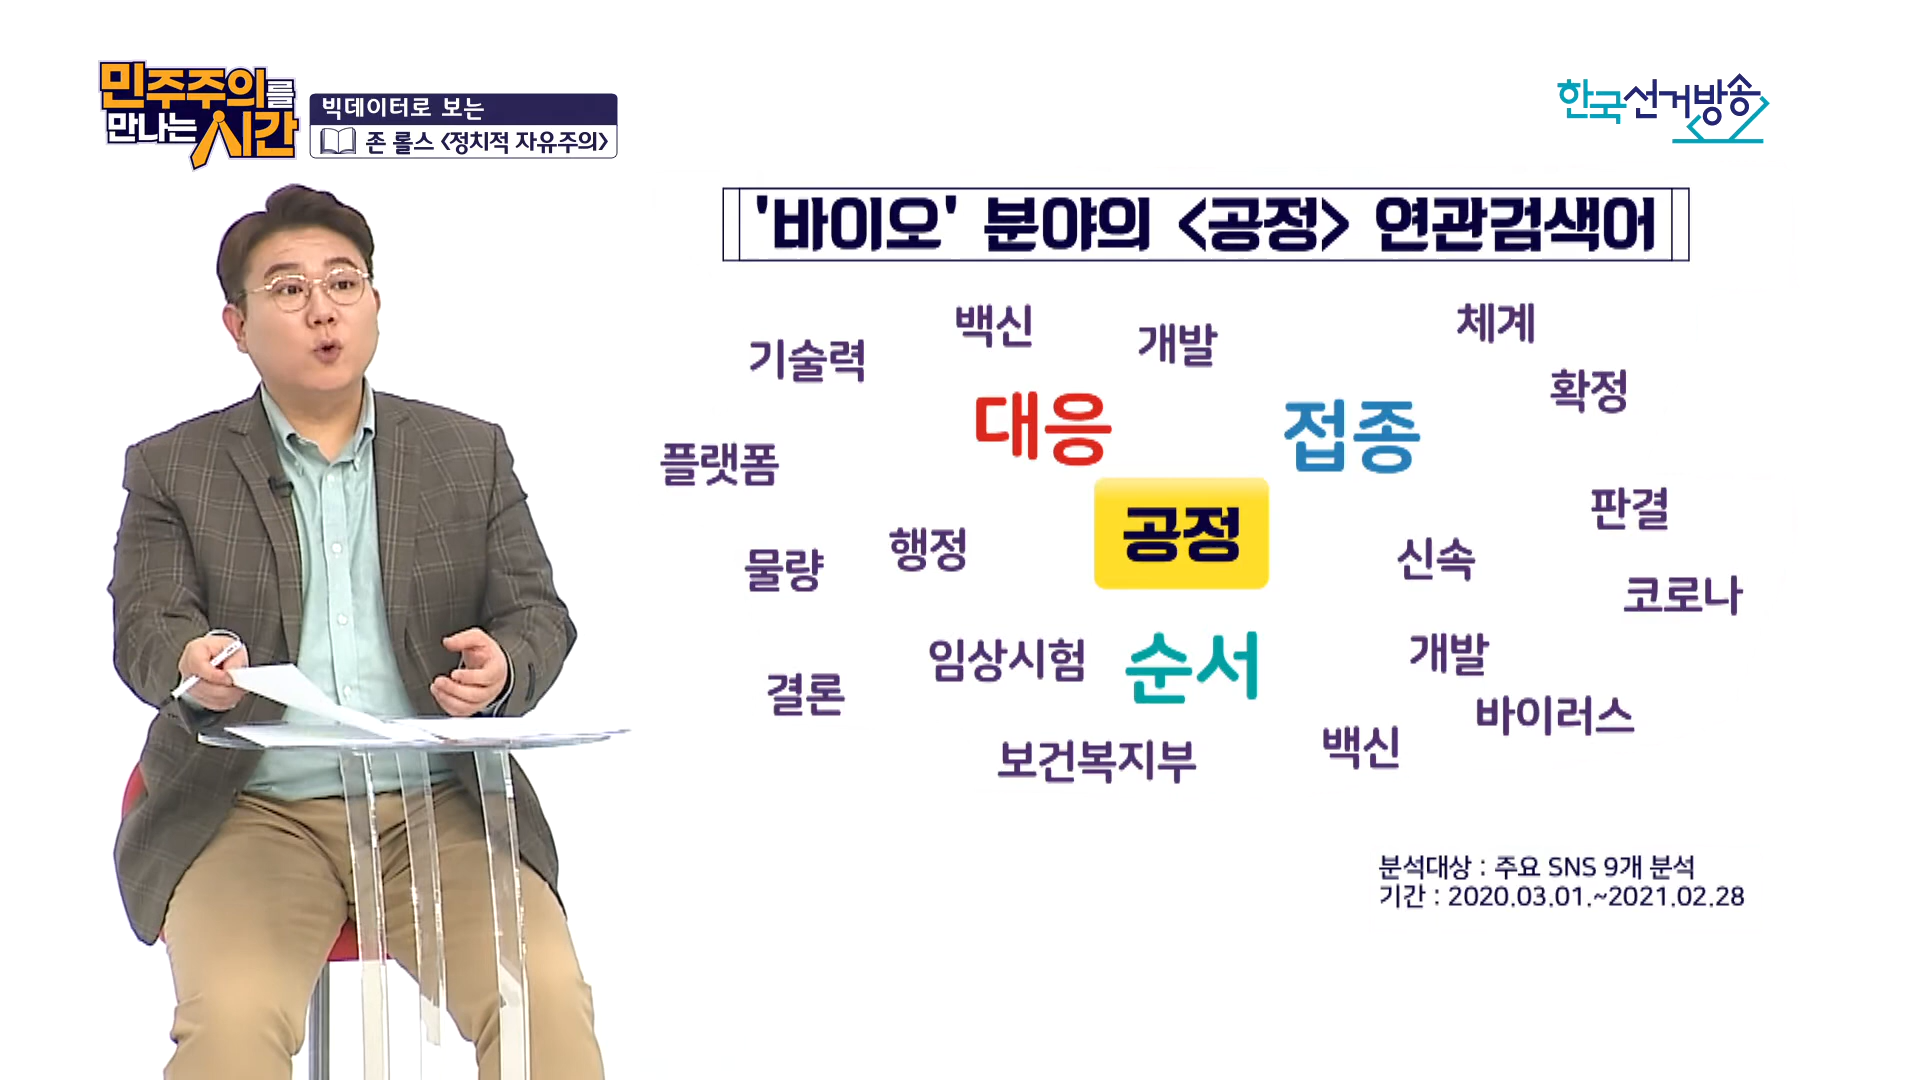 민주주의를
만나는 시간
빅데이터로 보는
존 롤스 <정치적 자유주의>
한국선거방송
'바이오' 분야의 <공정> 연관검색어
백신
개발
체계
기술력
확정
대응
접종
플랫폼
판결
공정
행정
신속
물량
코로나
임상시험
순서
개발
결론
바이러스
보건복지부
백신
분석대상 : 주요 SNS 9개 분석
기간 : 2020.03.01.~2021.02.28